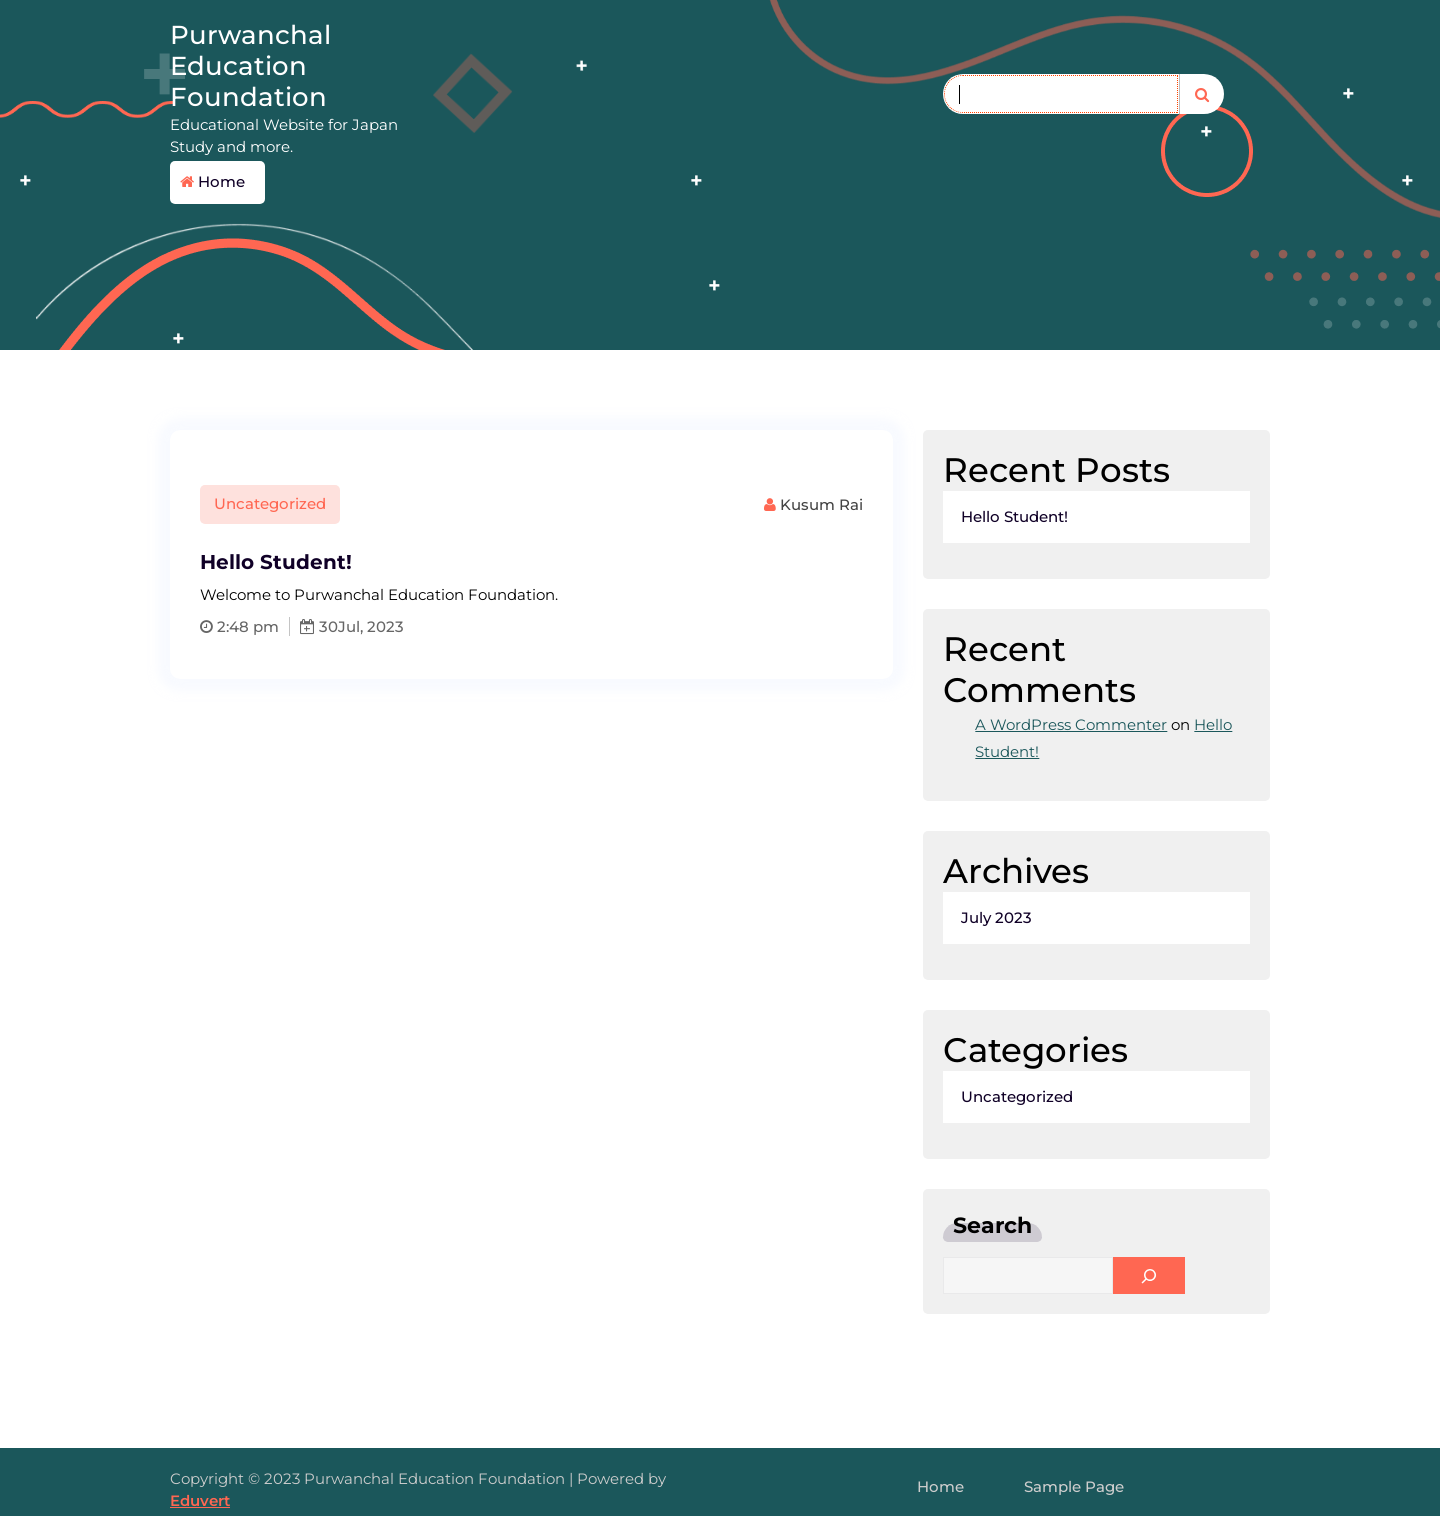 Purwanchal
Education
Foundation
Educational Website for Japan
Study and more.
Home
Uncategorized
Kusum Rai
Hello Student!
Welcome to Purwanchal Education Foundation.
2:48 pm
30Jul, 2023
Recent Posts
Hello Student!
Recent
Comments
A WordPress Commenter on Hello
Student!
Archives
July 2023
Categories
Uncategorized
Search
Copyright © 2023 Purwanchal Education Foundation | Powered by
Eduvert
Home
Sample Page